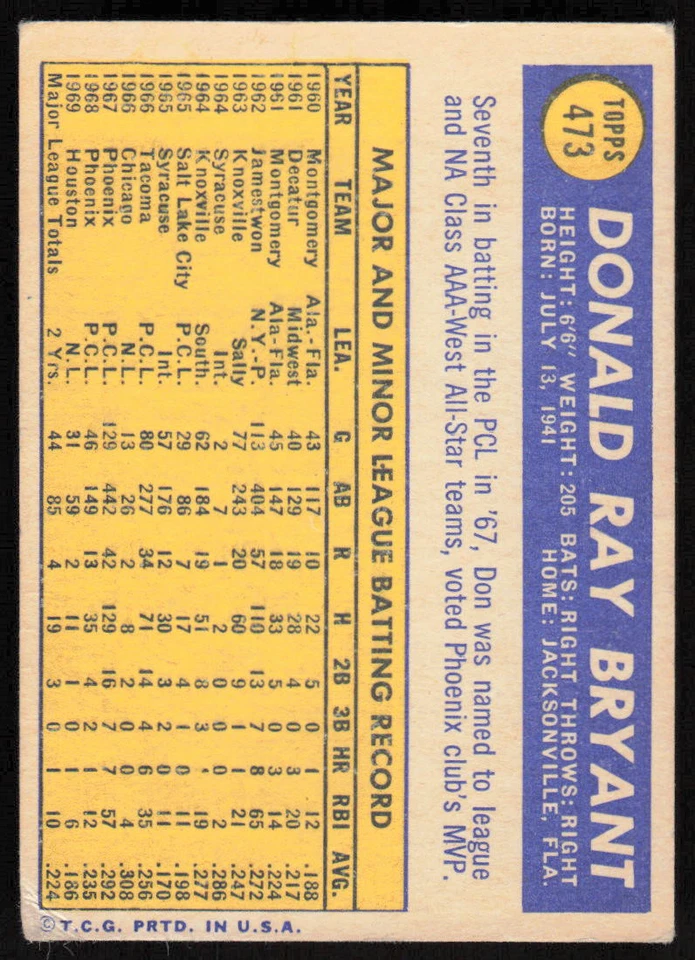 TOPPS
473
DONALD RAY BRYANT
HEIGHT: 6'6" WEIGHT: 205 BATS: RIGHT THROWS: RIGHT
BORN: JULY 13, 1941 HOME: JACKSONVILLE, FLA.
Seventh in batting in the PCL in '67, Don was named to league
and NA Class AAA-West All-Star teams, voted Phoenix club's MVP.
MAJOR AND MINOR LEAGUE BATTING RECORD
YEAR TEAM LEA. G AB R H 2B 3B HR RBI AVG.
1960 Montgomery Ala.-Fla. 43 117 10 22 5 0 1 12 .188
1961 Decatur Midwest 40 129 19 28 4 0 3 20 .217
1961 Montgomery Ala-Fla. 45 147 18 33 5 0 3 14 .224
1962 Jamestwon N.Y.-P. 113 404 57 110 13 7 8 65 .272
1963 Knoxville Sally 77 243 20 60 9 1 1 21 .247
1964 Syracuse Int. 2 7 1 2 0 0 0 2 .286
1964 Knoxville South. 62 184 19 51 8 3 19 .277
1965 Salt Lake City P.C.L. 29 86 7 17 4 1 0 11 .198
1965 Syracuse Int. 57 176 12 30 3 2 0 11 .170
1966 Tacoma P.C.L. 80 277 34 71 14 4 6 35 .256
1966 Chicago N.L. 13 26 2 8 2 0 0 4 .308
1967 Phoenix P.C.L. 129 442 42 129 16 7 7 57 .292
1968 Phoenix P.C.L. 46 149 13 35 4 2 1 12 .235
1969 Houston N.L. 31 59 2 11 1 0 1 6 .186
Major League Totals 2 Yrs. 44 85 4 19 3 0 1 10 .224
©T.C.G. PRTD. IN U.S.A.